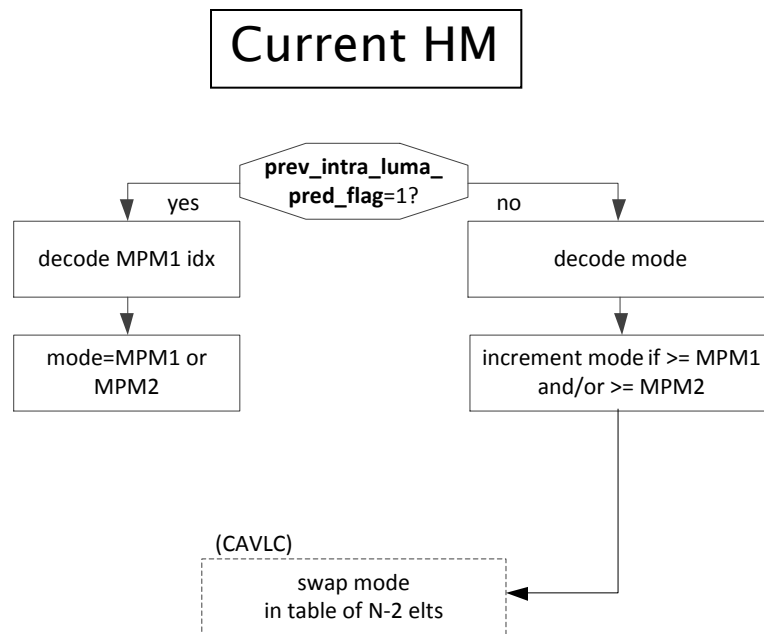 Current HM
prev_intra_luma_
pred_flag=1?
yes
no
decode MPM1 idx
decode mode
mode=MPM1 or
MPM2
increment mode if >= MPM1
and/or >= MPM2
(CAVLC)
swap mode
in table of N-2 elts